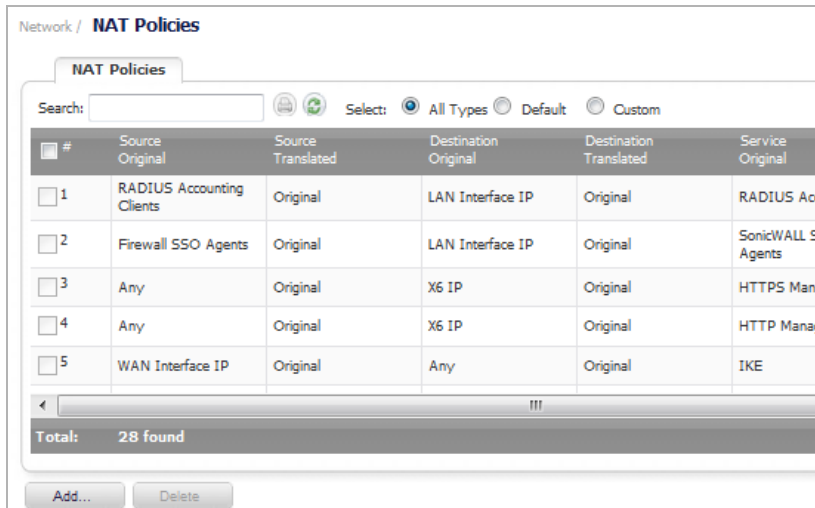 Network / NAT Policies
NAT Policies
Search: Select: All Types Default Custom
# Source Original Source Translated Destination Original Destination Translated Service Original
1 RADIUS Accounting Clients Original LAN Interface IP Original RADIUS
2 Firewall SSO Agents Original LAN Interface IP Original SonicWALL Agents
3 Any Original X6 IP Original HTTPS
4 Any Original X6 IP Original HTTP
5 WAN Interface IP Original Any Original IKE
Total: 28 found
Add... Delete